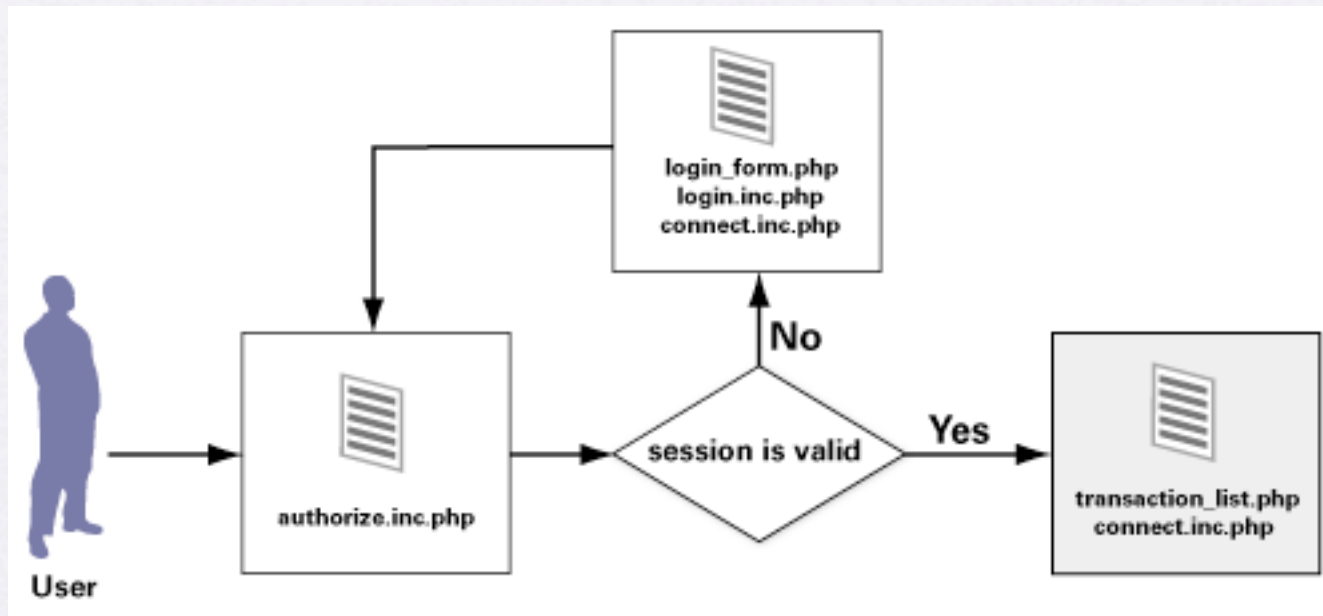 login_form.php
login.inc.php
connect.inc.php
No
Yes
session is valid
authorize.inc.php
transaction_list.php
connect.inc.php
User